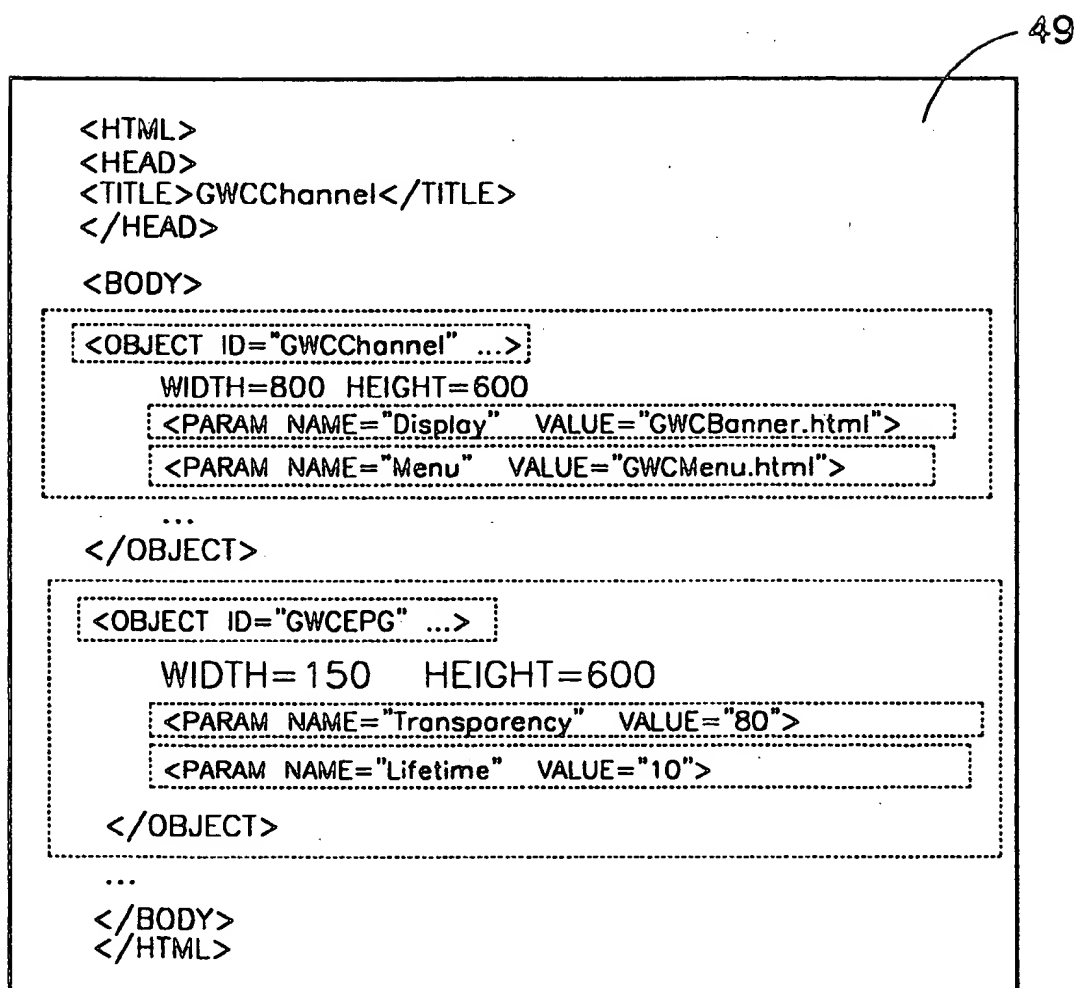 49
<HTML>
<HEAD>
<TITLE>GWCChannel</TITLE>
</HEAD>
<BODY>
<OBJECT ID="GWCChannel" ...>
WIDTH=800 HEIGHT=600
<PARAM NAME="Display" VALUE="GWCBanner.html">
<PARAM NAME="Menu" VALUE="GWCMenu.html">
...
</OBJECT>
<OBJECT ID="GWCEPG" ...>
WIDTH=150 HEIGHT=600
<PARAM NAME="Transparency" VALUE="80">
<PARAM NAME="Lifetime" VALUE="10">
</OBJECT>
...
</BODY>
</HTML>